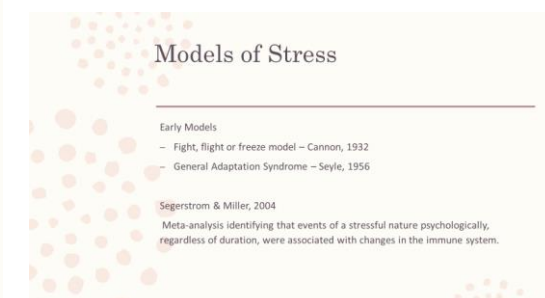 Models of Stress
Early Models
– Fight, flight or freeze model – Cannon, 1932
– General Adaptation Syndrome – Seyle, 1956
Segerstrom & Miller, 2004
Meta-analysis identifying that events of a stressful nature psychologically,
regardless of duration, were associated with changes in the immune system.